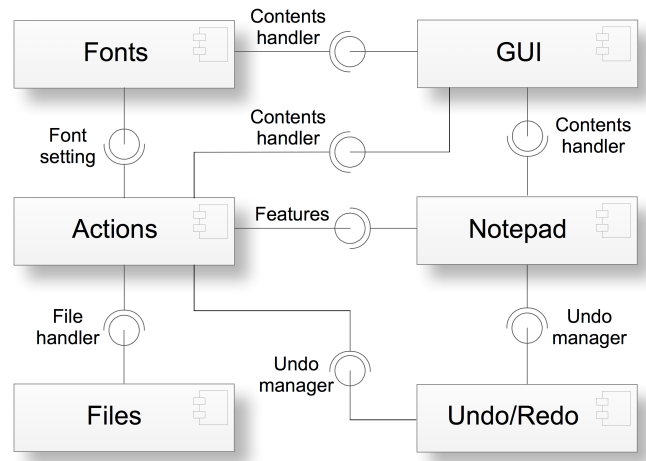 Contents
handler
Fonts
GUI
Contents
handler
Font
setting
Contents
handler
Actions
Features
Notepad
File
handler
Undo
manager
Undo
manager
Files
Undo/Redo